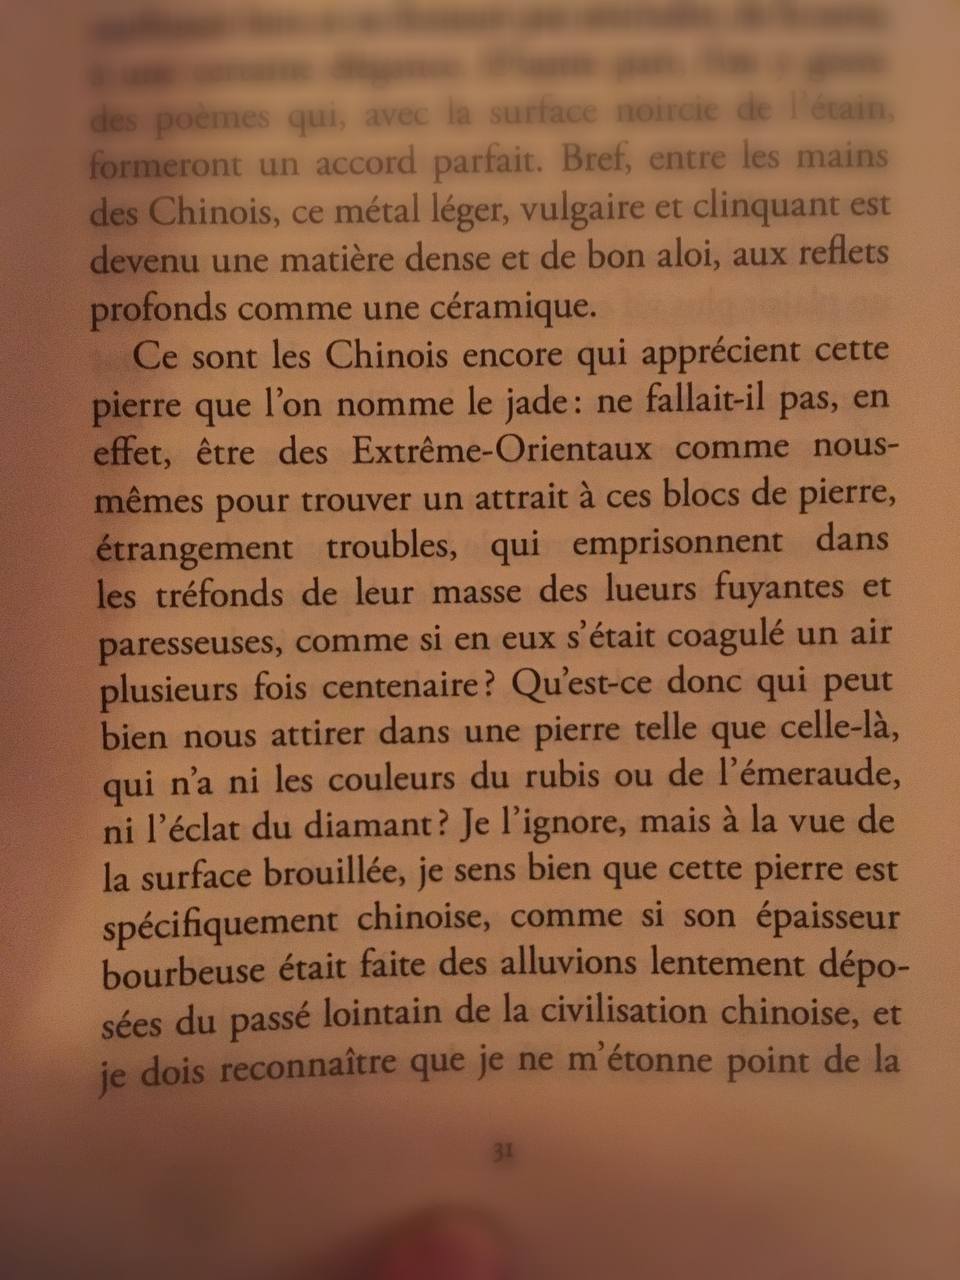 des poèmes qui, avec la surface noircie de l'étain,
formeront un accord parfait. Bref, entre les mains
des Chinois, ce métal léger, vulgaire et clinquant est
devenu une matière dense et de bon aloi, aux reflets
profonds comme une céramique.
Ce sont les Chinois encore qui apprécient cette
pierre que l'on nomme le jade : ne fallait-il pas, en
effet, être des Extrême-Orientaux comme nous-
mêmes pour trouver un attrait à ces blocs de pierre,
étrangement troubles, qui emprisonnent dans
les tréfonds de leur masse des lueurs fuyantes et
paresseuses, comme si en eux s'était coagulé un air
plusieurs fois centenaire ? Qu'est-ce donc qui peut
bien nous attirer dans une pierre telle que celle-là,
qui n'a ni les couleurs du rubis ou de l'émeraude,
ni l'éclat du diamant ? Je l'ignore, mais à la vue de
la surface brouillée, je sens bien que cette pierre est
spécifiquement chinoise, comme si son épaisseur
bourbeuse était faite des alluvions lentement dépo-
sées du passé lointain de la civilisation chinoise, et
je dois reconnaître que je ne m'étonne point de la
31